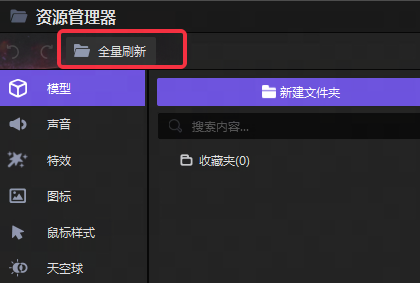 资源管理器
全量刷新
模型
新建文件夹
声音
搜索内容...
特效
收藏夹(0)
图标
鼠标样式
天空球